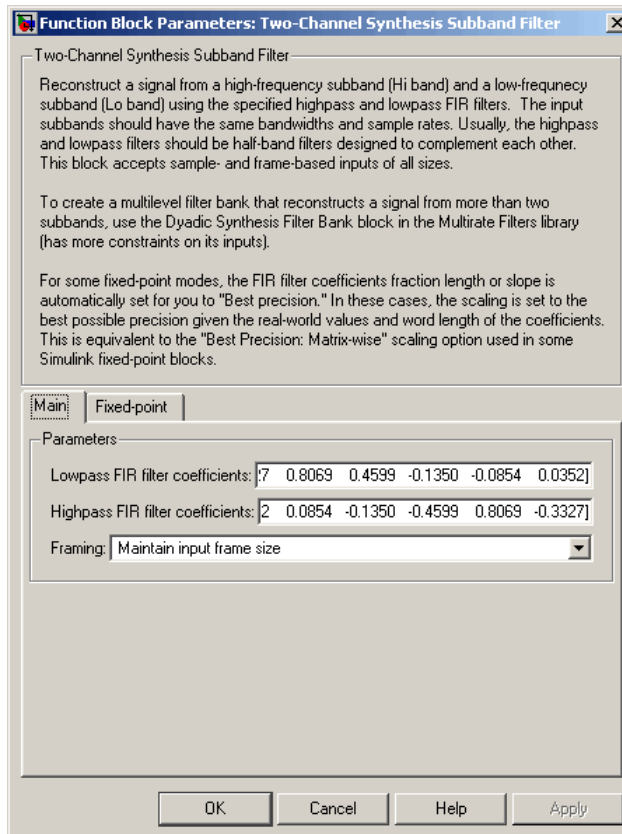 Function Block Parameters: Two-Channel Synthesis Subband Filter
Two-Channel Synthesis Subband Filter
Reconstruct a signal from a high-frequency subband (Hi band) and a low-frequnecy
subband (Lo band) using the specified highpass and lowpass FIR filters.  The input
subbands should have the same bandwidths and sample rates. Usually, the highpass
and lowpass filters should be half-band filters designed to complement each other.
This block accepts sample- and frame-based inputs of all sizes.
To create a multilevel filter bank that reconstructs a signal from more than two
subbands, use the Dyadic Synthesis Filter Bank block in the Multirate Filters library
(has more constraints on its inputs).
For some fixed-point modes, the FIR filter coefficients fraction length or slope is
automatically set for you to "Best precision." In these cases, the scaling is set to the
best possible precision given the real-world values and word length of the coefficients.
This is equivalent to the "Best Precision: Matrix-wise" scaling option used in some
Simulink fixed-point blocks.
Main Fixed-point
Parameters
Lowpass FIR filter coefficients: 7 0.8069 0.4599 -0.1350 -0.0854 0.0352]
Highpass FIR filter coefficients: 2 0.0854 -0.1350 -0.4599 0.8069 -0.3327]
Framing: Maintain input frame size
OK Cancel Help Apply